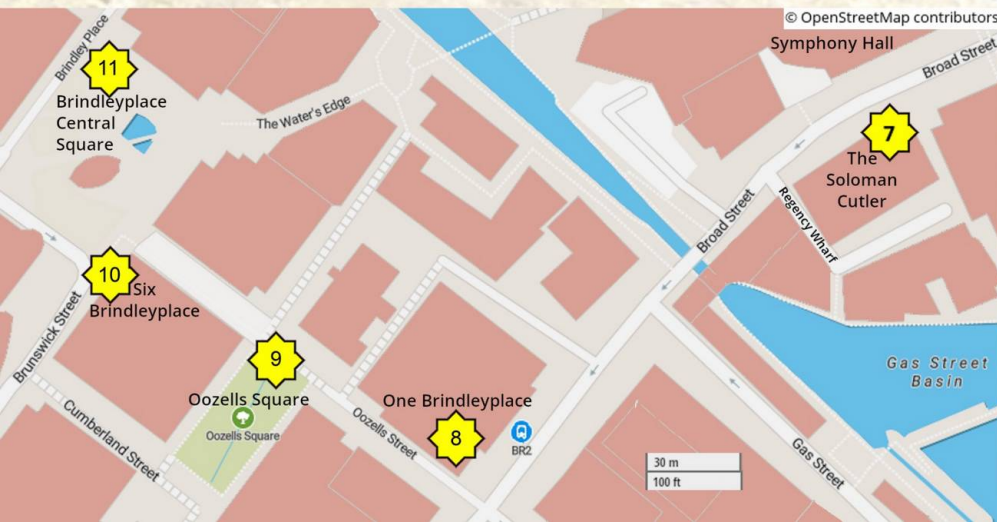 © OpenStreetMap contributors
Symphony Hall
Broad Street
Brindley Place
11
Brindleyplace
Central
Square
The Water's Edge
7
The
Soloman
Cutler
Regency Wharf
Broad Street
10
Six
Brindleyplace
Brunswick Street
9
Oozells Square
Oozells Square
One Brindleyplace
8
BR2
Oozells Street
Cumberland Street
Gas Street
Basin
Gas Street
30 m
100 ft